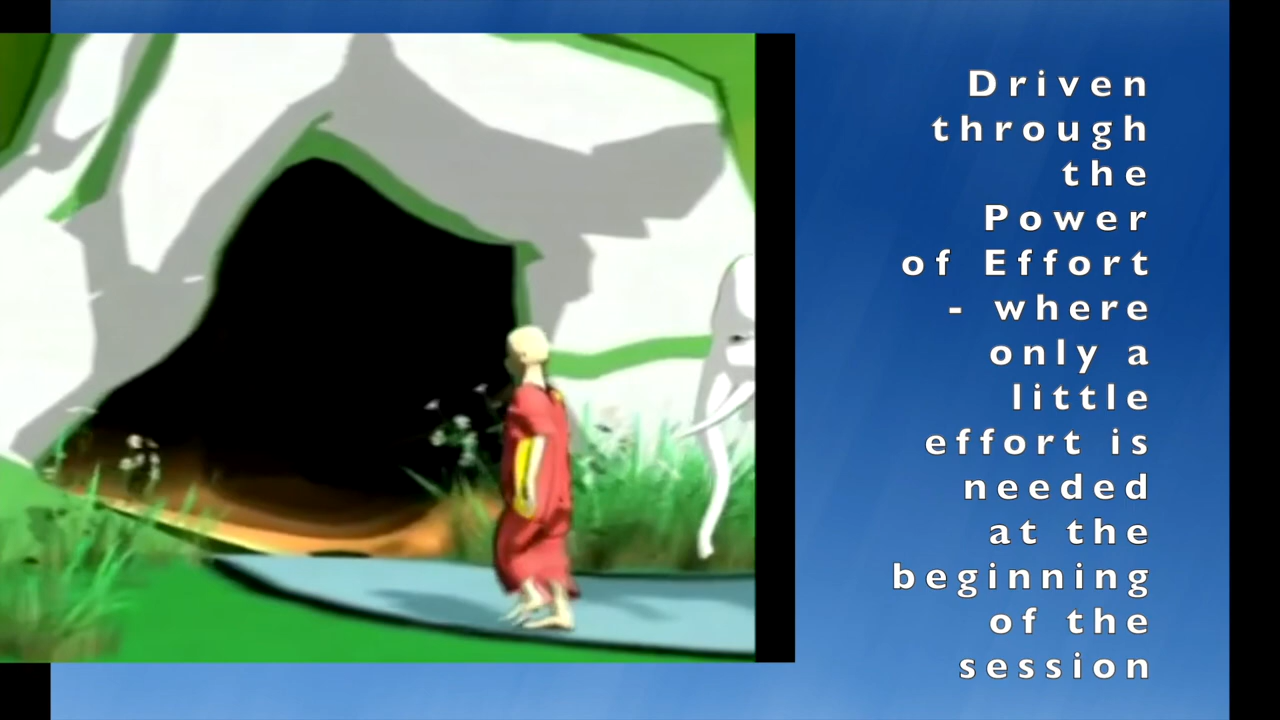 Driven
through
the
Power
of Effort
- where
only a
little
effort is
needed
at the
beginning
of the
session